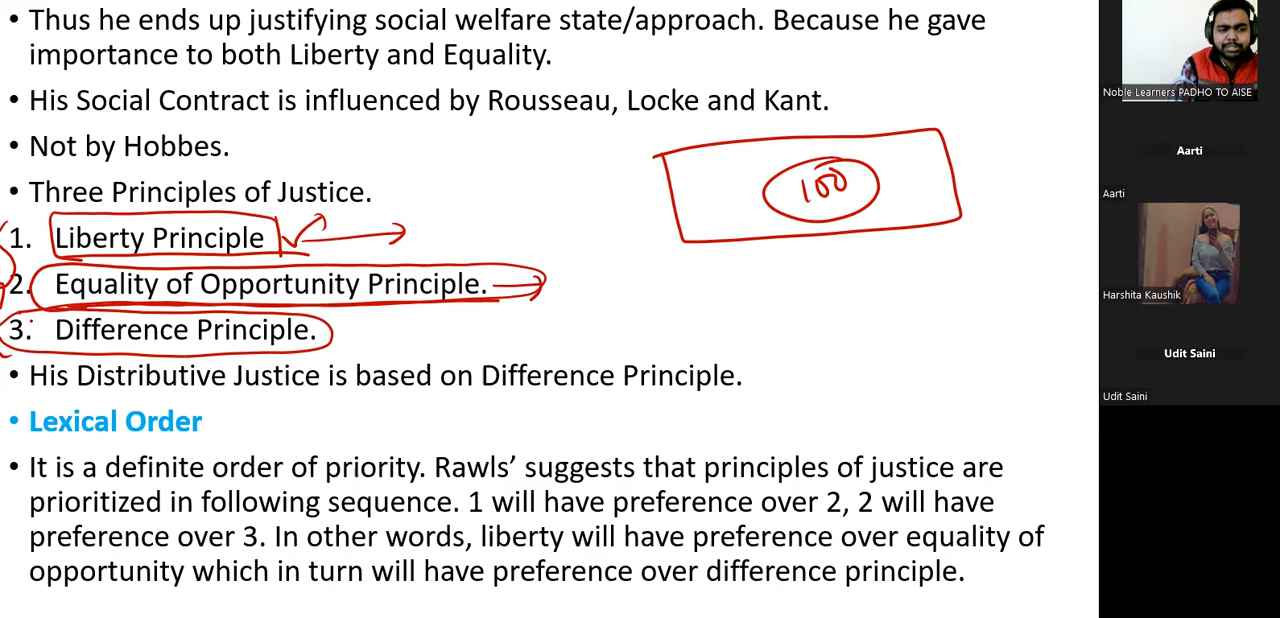 • Thus he ends up justifying social welfare state/approach. Because he gave
importance to both Liberty and Equality.
• His Social Contract is influenced by Rousseau, Locke and Kant.
• Not by Hobbes.
• Three Principles of Justice.
1. Liberty Principle
2. Equality of Opportunity Principle.
3. Difference Principle.
• His Distributive Justice is based on Difference Principle.
• Lexical Order
• It is a definite order of priority. Rawls’ suggests that principles of justice are
prioritized in following sequence. 1 will have preference over 2, 2 will have
preference over 3. In other words, liberty will have preference over equality of
opportunity which in turn will have preference over difference principle.
100
Noble Learners PADHO TO AISE
Aarti
Aarti
Harshita Kaushik
Udit Saini
Udit Saini